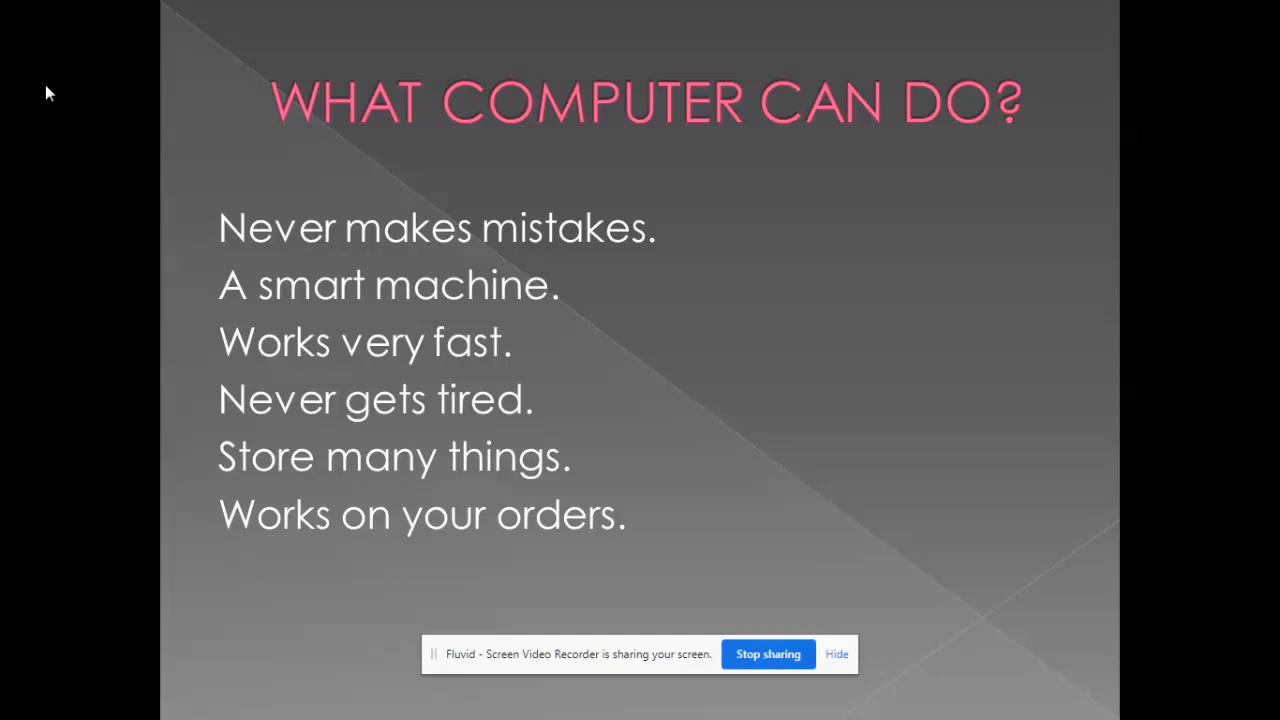 WHAT COMPUTER CAN DO?
Never makes mistakes.
A smart machine.
Works very fast.
Never gets tired.
Store many things.
Works on your orders.
Fluvid - Screen Video Recorder is sharing your screen. Stop sharing Hide